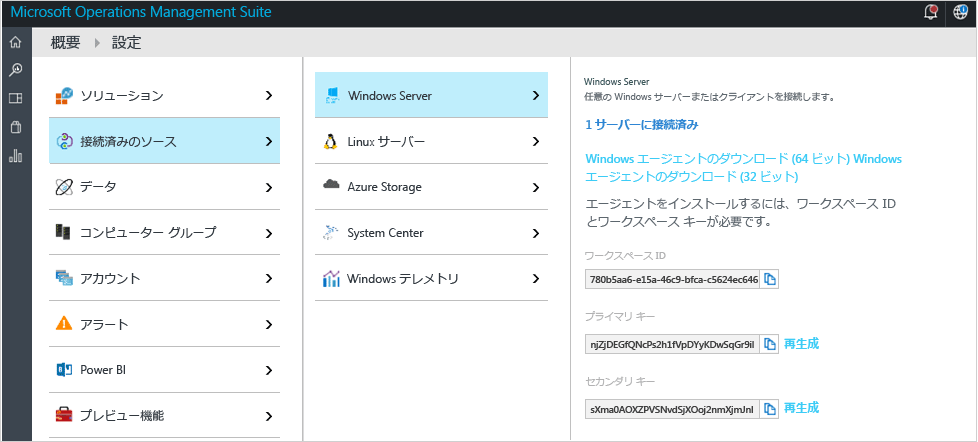 Microsoft Operations Management Suite
概要 設定
ソリューション
接続済みのソース
データ
コンピューター グループ
アカウント
アラート
Power BI
プレビュー機能
Windows Server
Linux サーバー
Azure Storage
System Center
Windows テレメトリ
Windows Server
任意の Windows サーバーまたはクライアントを接続します。
1 サーバーに接続済み
Windows エージェントのダウンロード (64 ビット) Windows
エージェントのダウンロード (32 ビット)
エージェントをインストールするには、ワークスペース ID
とワークスペース キーが必要です。
ワークスペース ID
780b5aa6-e15a-46c9-bfca-c5624ec646
プライマリ キー
njZjDEGfQNcPs2h1fVpDYyKDwSqGr9iI 再生成
セカンダリ キー
sXma0AOXZPVSNvdSjXOoj2nmXjmJnI 再生成